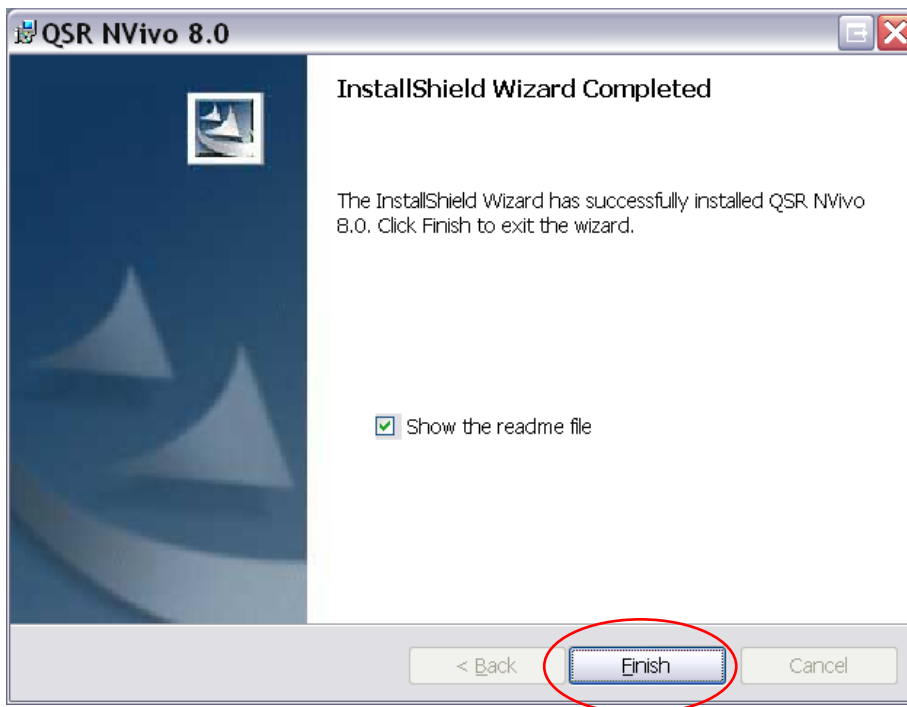 QSR NVivo 8.0
InstallShield Wizard Completed
The InstallShield Wizard has successfully installed QSR NVivo
8.0. Click Finish to exit the wizard.
Show the readme file
< Back
Finish
Cancel